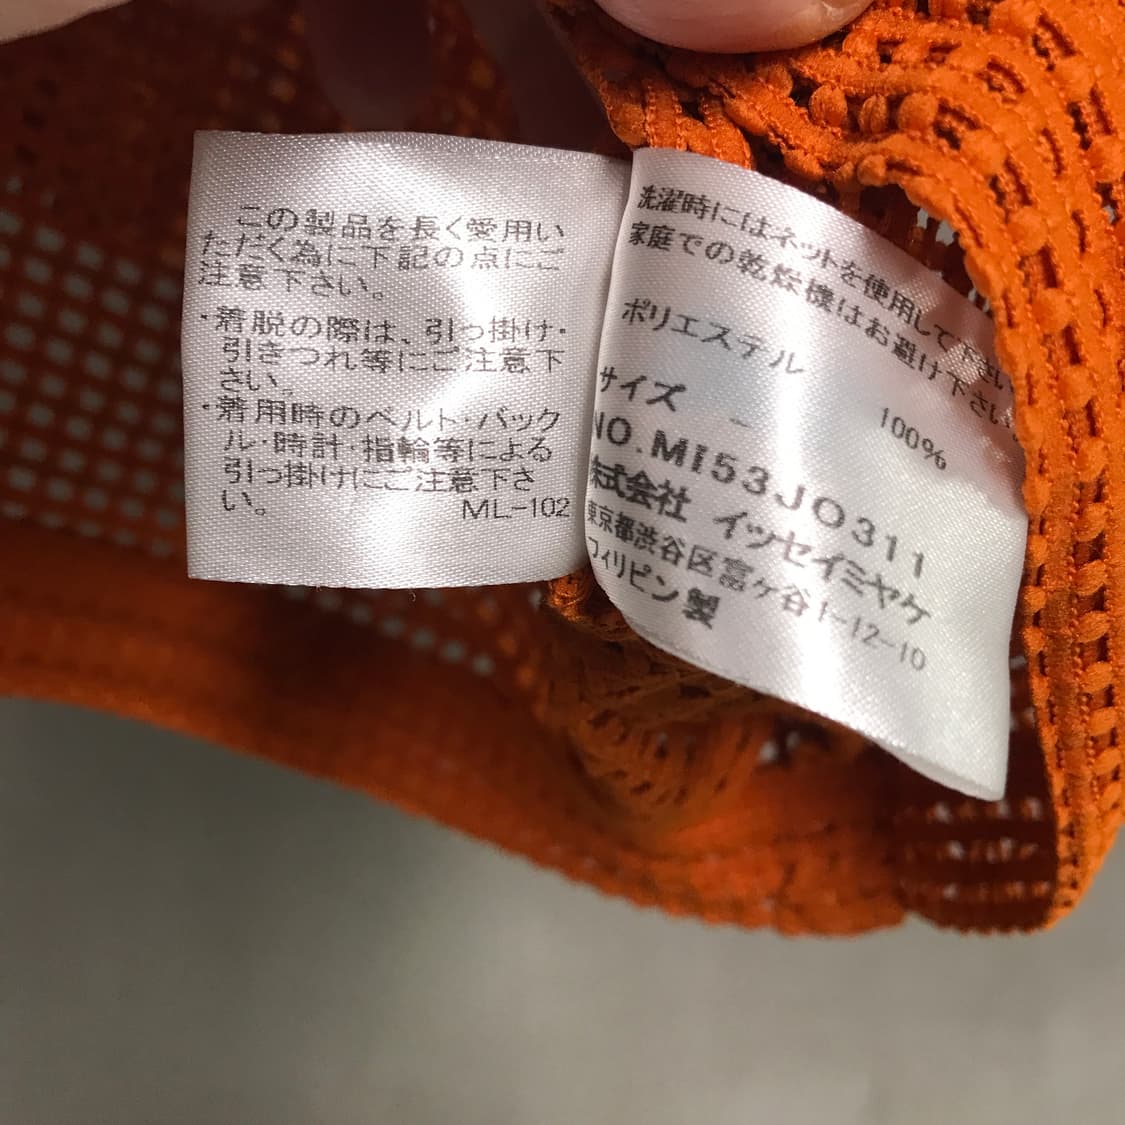 この製品を長く愛用い
ただく為に下記の点にご
注意下さい。
・着脱の際は、引っ掛け・
引きつれ等にご注意下
さい。
・着用時のベルト・バック
ル・時計・指輪等による
引っ掛けにご注意下さ
い。
ML-102
洗濯時にはネットを使用して下さい
家庭での乾燥機はお避け下さい
ポリエステル 100%
サイズ -
NO.MI53JO311
株式会社 イッセイミヤケ
東京都渋谷区富ヶ谷1-12-10
フィリピン製